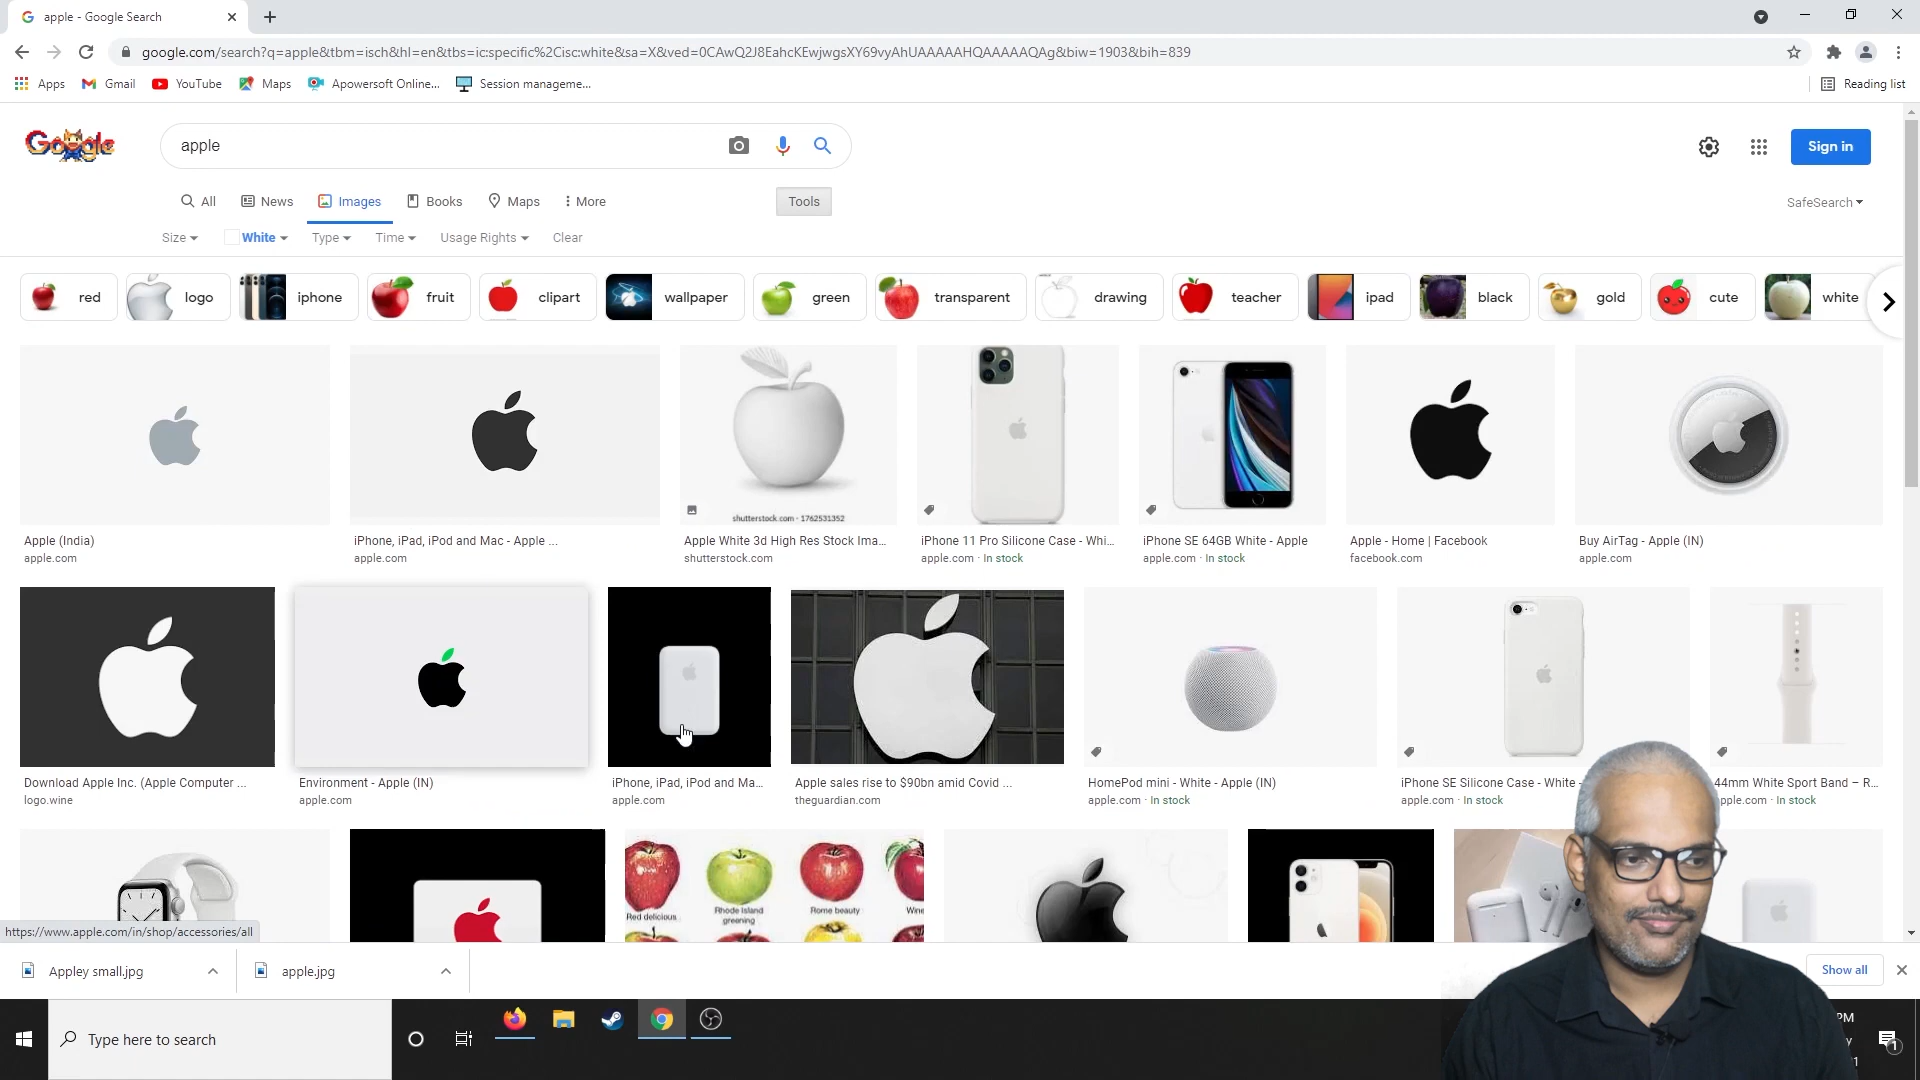 apple - Google Search
google.com/search?q=apple&tbm=isch&hl=en&tbs=ic:specific%2Cisc:white&sa=X&ved=0CAwQ2J8EahcKEwjwgsXY69vyAhUAAAAAHQAAAAAQAg&biw=1903&bih=839
Apps Gmail YouTube Maps Apowersoft Online... Session manageme... Reading list
Google apple Sign in
All News Images Books Maps More Tools SafeSearch
Size White Type Time Usage Rights Clear
red logo iphone fruit clipart wallpaper green transparent drawing teacher ipad black gold cute white
shutterstock.com · 1762531352
Apple (India) iPhone, iPad, iPod and Mac - Apple ... Apple White 3d High Res Stock Ima... iPhone 11 Pro Silicone Case - Whi... iPhone SE 64GB White - Apple Apple - Home | Facebook Buy AirTag - Apple (IN)
apple.com apple.com shutterstock.com apple.com · In stock apple.com · In stock facebook.com apple.com
Download Apple Inc. (Apple Computer ... Environment - Apple (IN) iPhone, iPad, iPod and Ma... Apple sales rise to $90bn amid Covid ... HomePod mini - White - Apple (IN) iPhone SE Silicone Case - White - 44mm White Sport Band – R...
logo.wine apple.com apple.com theguardian.com apple.com · In stock apple.com · In stock pple.com · In stock
Red delicious Rhode Island greening Rome beauty Wine
https://www.apple.com/in/shop/accessories/all
Appley small.jpg apple.jpg Show all
Type here to search PM
1